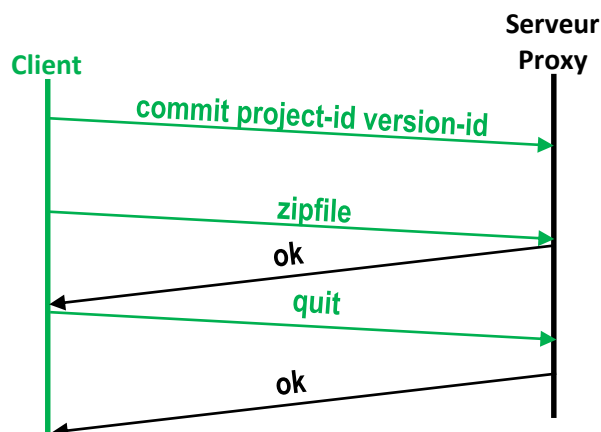 Serveur
Proxy
Client
commit project-id version-id
zipfile
ok
quit
ok